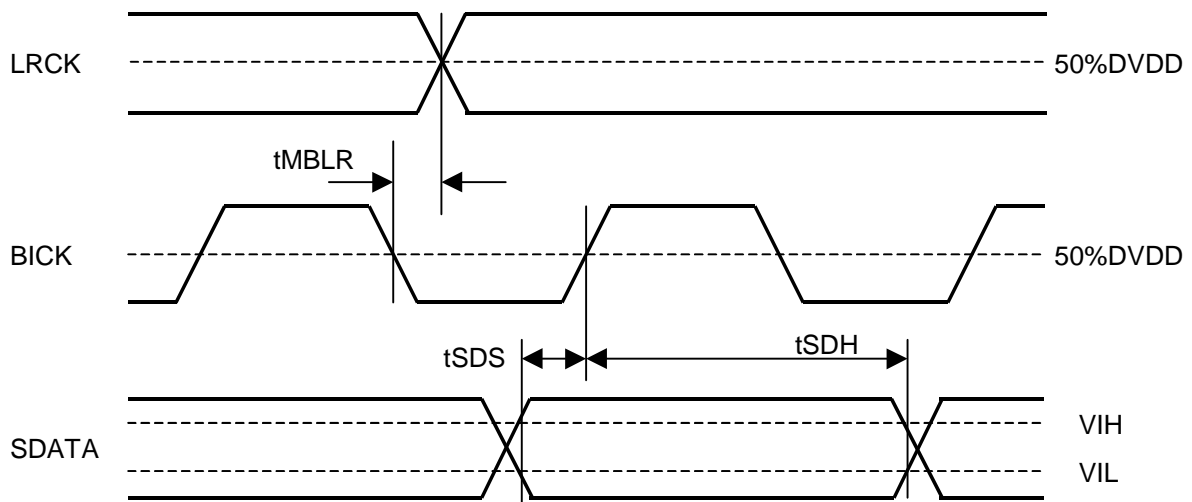 LRCK
50%DVDD
tMBLR
BICK
50%DVDD
tSDS
tSDH
VIH
SDATA
VIL